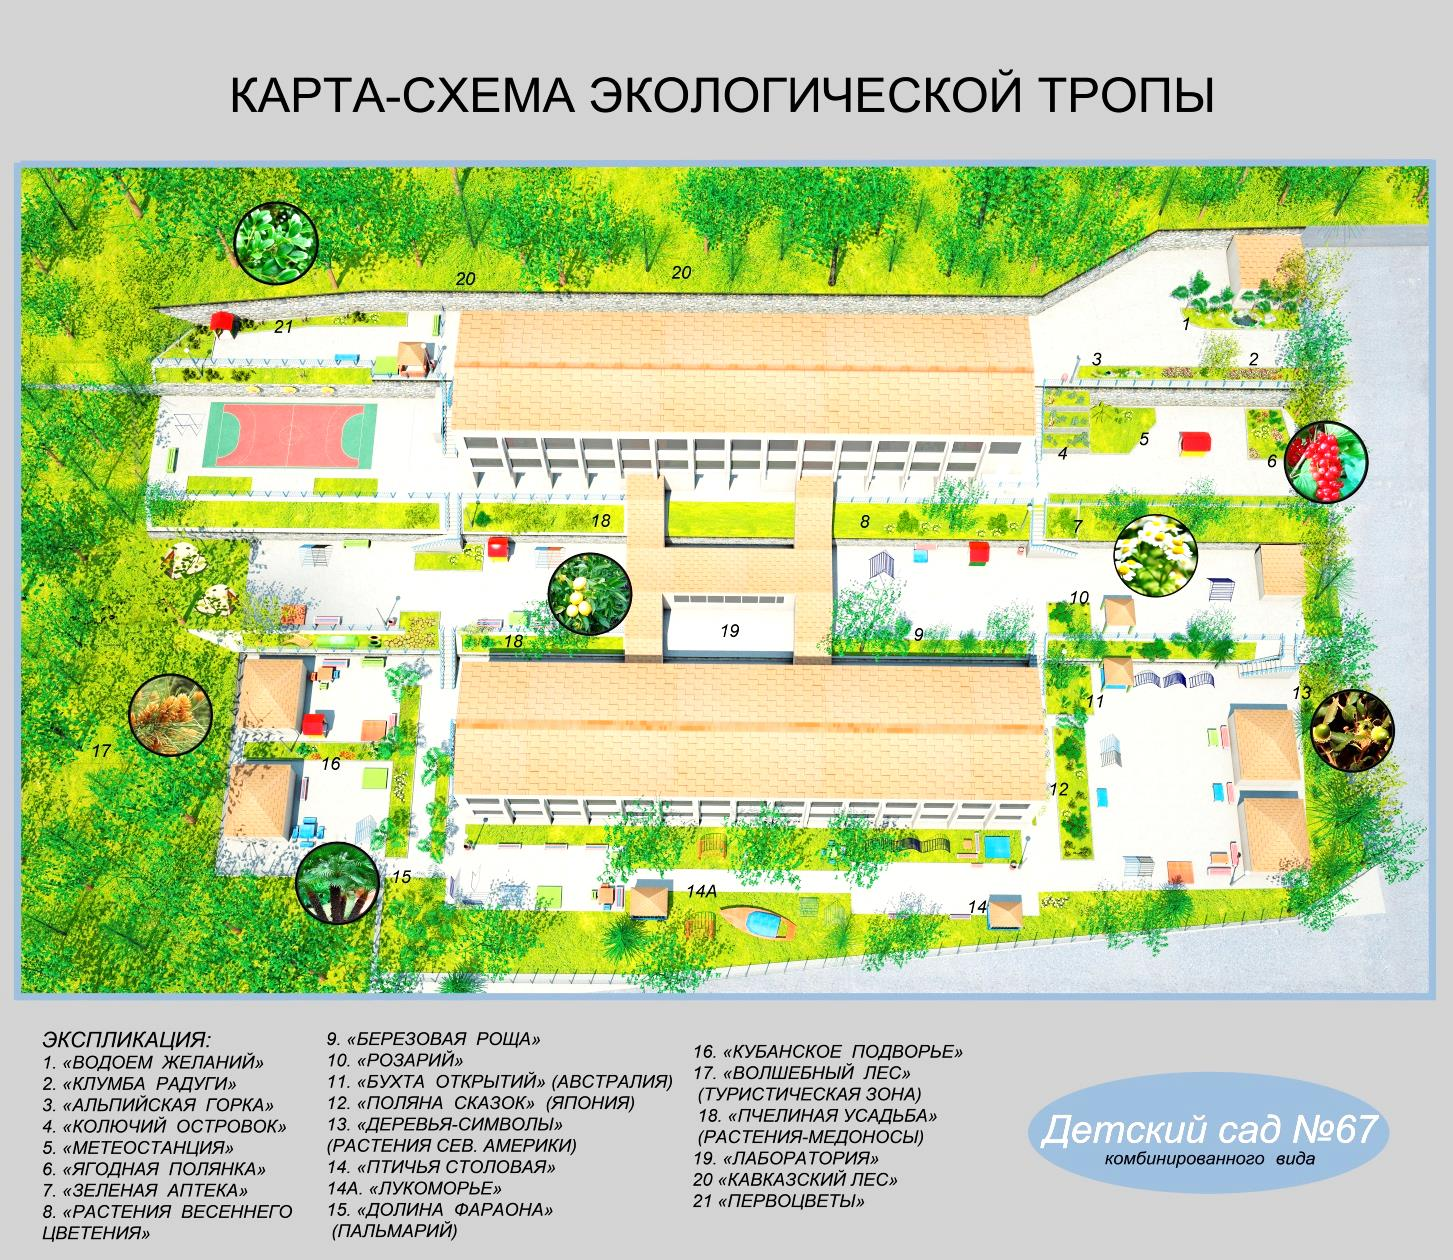 КАРТА-СХЕМА ЭКОЛОГИЧЕСКОЙ ТРОПЫ
20
20
21
1
3
2
5
4
6
18
8
7
10
19
18
9
11
13
17
16
12
15
14А
14
ЭКСПЛИКАЦИЯ:
1. «ВОДОЕМ ЖЕЛАНИЙ»
2. «КЛУМБА РАДУГИ»
3. «АЛЬПИЙСКАЯ ГОРКА»
4. «КОЛЮЧИЙ ОСТРОВОК»
5. «МЕТЕОСТАНЦИЯ»
6. «ЯГОДНАЯ ПОЛЯНКА»
7. «ЗЕЛЕНАЯ АПТЕКА»
8. «РАСТЕНИЯ ВЕСЕННЕГО
ЦВЕТЕНИЯ»
9. «БЕРЕЗОВАЯ РОЩА»
10. «РОЗАРИЙ»
11. «БУХТА ОТКРЫТИЙ» (АВСТРАЛИЯ)
12. «ПОЛЯНА СКАЗОК» (ЯПОНИЯ)
13. «ДЕРЕВЬЯ-СИМВОЛЫ»
(РАСТЕНИЯ СЕВ. АМЕРИКИ)
14. «ПТИЧЬЯ СТОЛОВАЯ»
14А. «ЛУКОМОРЬЕ»
15. «ДОЛИНА ФАРАОНА»
(ПАЛЬМАРИЙ)
16. «КУБАНСКОЕ ПОДВОРЬЕ»
17. «ВОЛШЕБНЫЙ ЛЕС»
(ТУРИСТИЧЕСКАЯ ЗОНА)
18. «ПЧЕЛИНАЯ УСАДЬБА»
(РАСТЕНИЯ-МЕДОНОСЫ)
19. «ЛАБОРАТОРИЯ»
20 «КАВКАЗСКИЙ ЛЕС»
21 «ПЕРВОЦВЕТЫ»
Детский сад №67
комбинированного вида